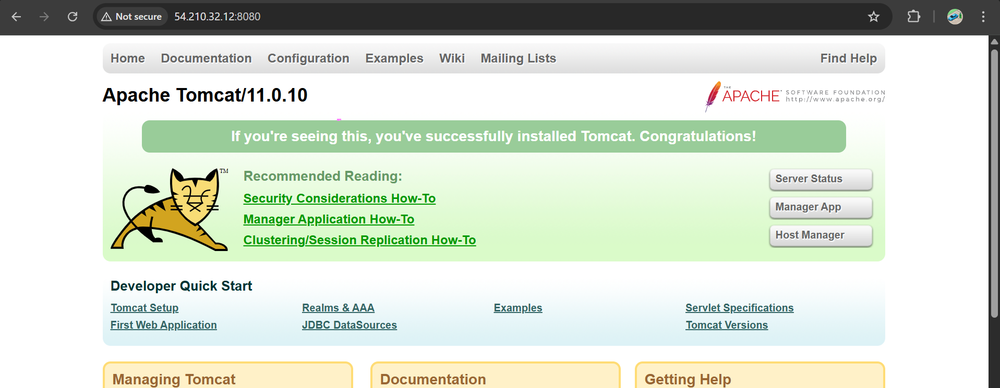 Not secure 54.210.32.12:8080
Home Documentation Configuration Examples Wiki Mailing Lists Find Help
Apache Tomcat/11.0.10
THE
APACHE SOFTWARE FOUNDATION
http://www.apache.org/
If you're seeing this, you've successfully installed Tomcat. Congratulations!
TM
Recommended Reading:
Security Considerations How-To
Manager Application How-To
Clustering/Session Replication How-To
Server Status
Manager App
Host Manager
Developer Quick Start
Tomcat Setup Realms & AAA Examples Servlet Specifications
First Web Application JDBC DataSources Tomcat Versions
Managing Tomcat Documentation Getting Help